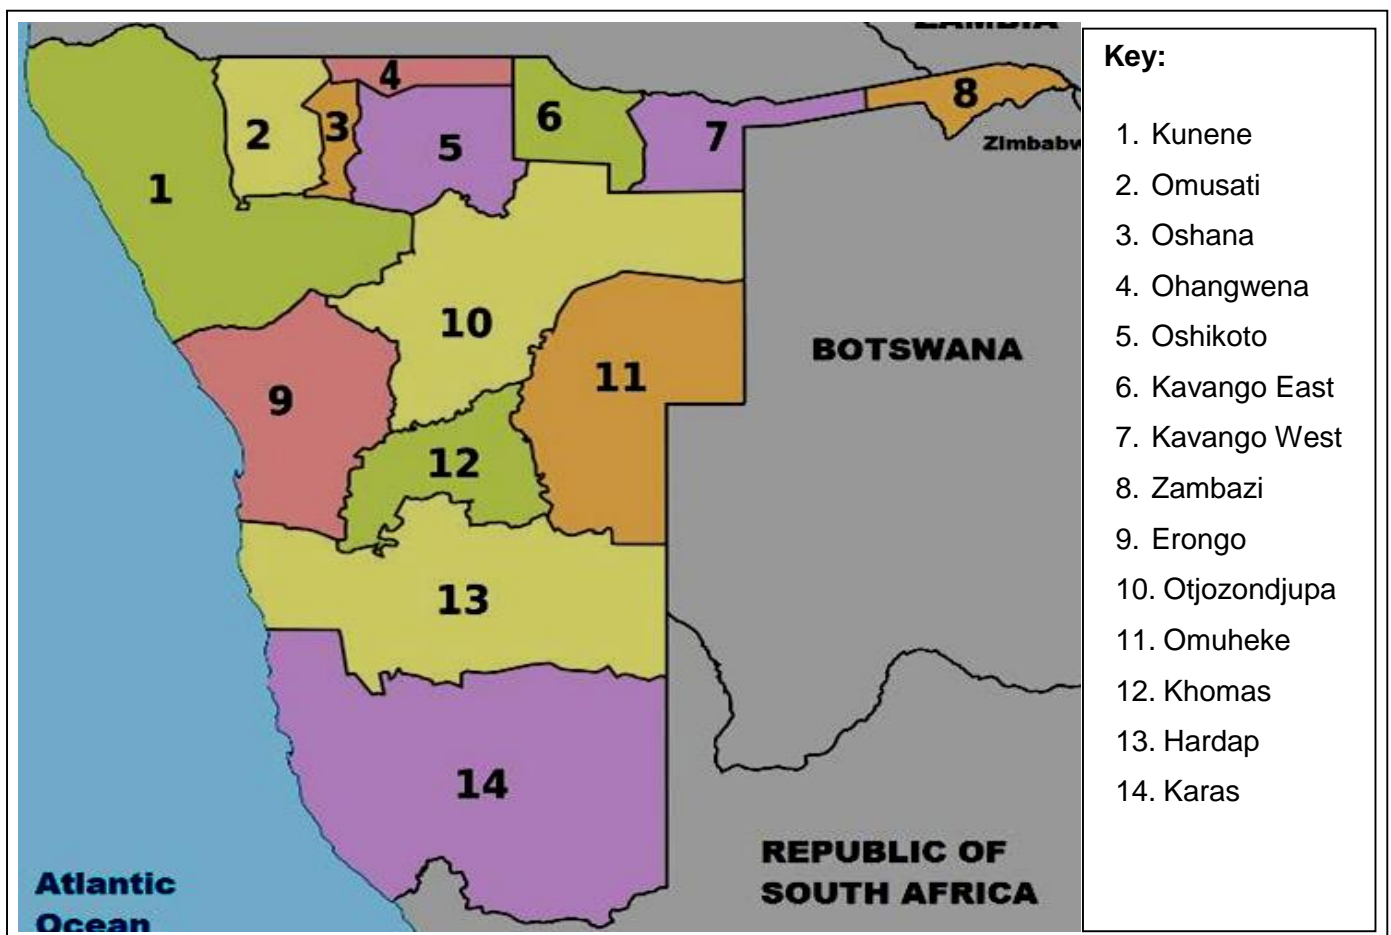 ZAMBIA
4
8
Key:
6
2
3
5
7
Zimbabw
1
10
BOTSWANA
11
9
12
13
14
REPUBLIC OF
SOUTH AFRICA
Atlantic
Ocean
1. Kunene
2. Omusati
3. Oshana
4. Ohangwena
5. Oshikoto
6. Kavango East
7. Kavango West
8. Zambazi
9. Erongo
10. Otjozondjupa
11. Omuheke
12. Khomas
13. Hardap
14. Karas